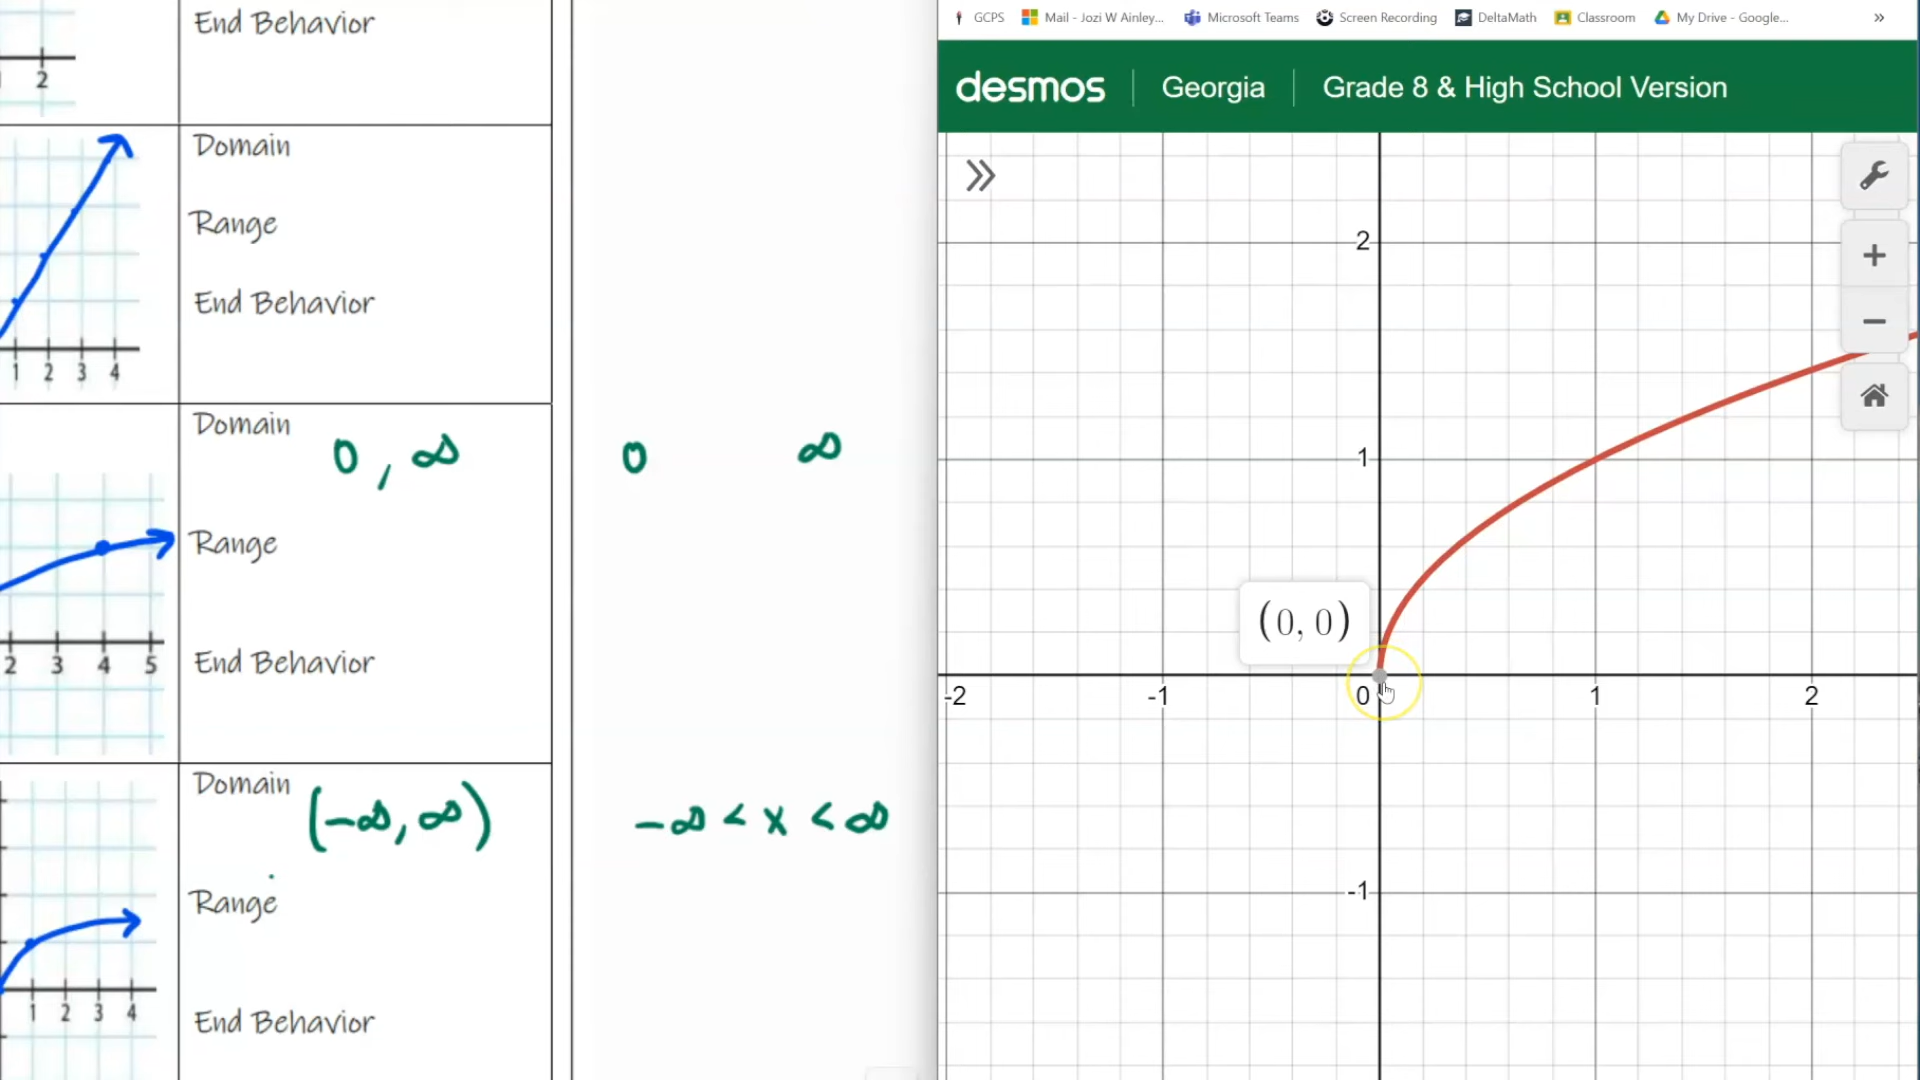 End Behavior
2
Domain
Range
End Behavior
1 2 3 4
Domain 0 , ∞ 0 ∞
Range
2 3 4 5
End Behavior
Domain (-∞, ∞) -∞ < x < ∞
Range
1 2 3 4
End Behavior
GCPS Mail - Jozi W Ainley... Microsoft Teams Screen Recording DeltaMath Classroom My Drive - Google... »
desmos Georgia Grade 8 & High School Version
2
1
(0, 0)
-2 -1 0 1 2
-1